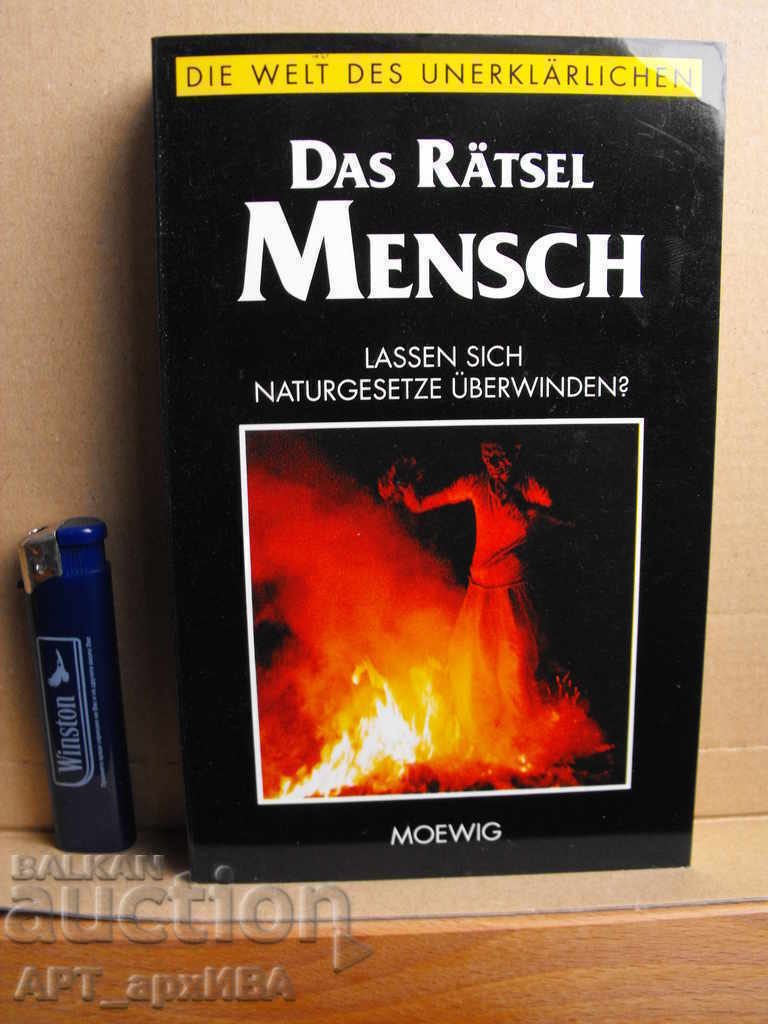 DIE WELT DES UNERKLÄRLICHEN
DAS RÄTSEL
MENSCH
LASSEN SICH
NATURGESETZE ÜBERWINDEN?
MOEWIG
Winston
BALKAN
auction
АРТ_архИВА